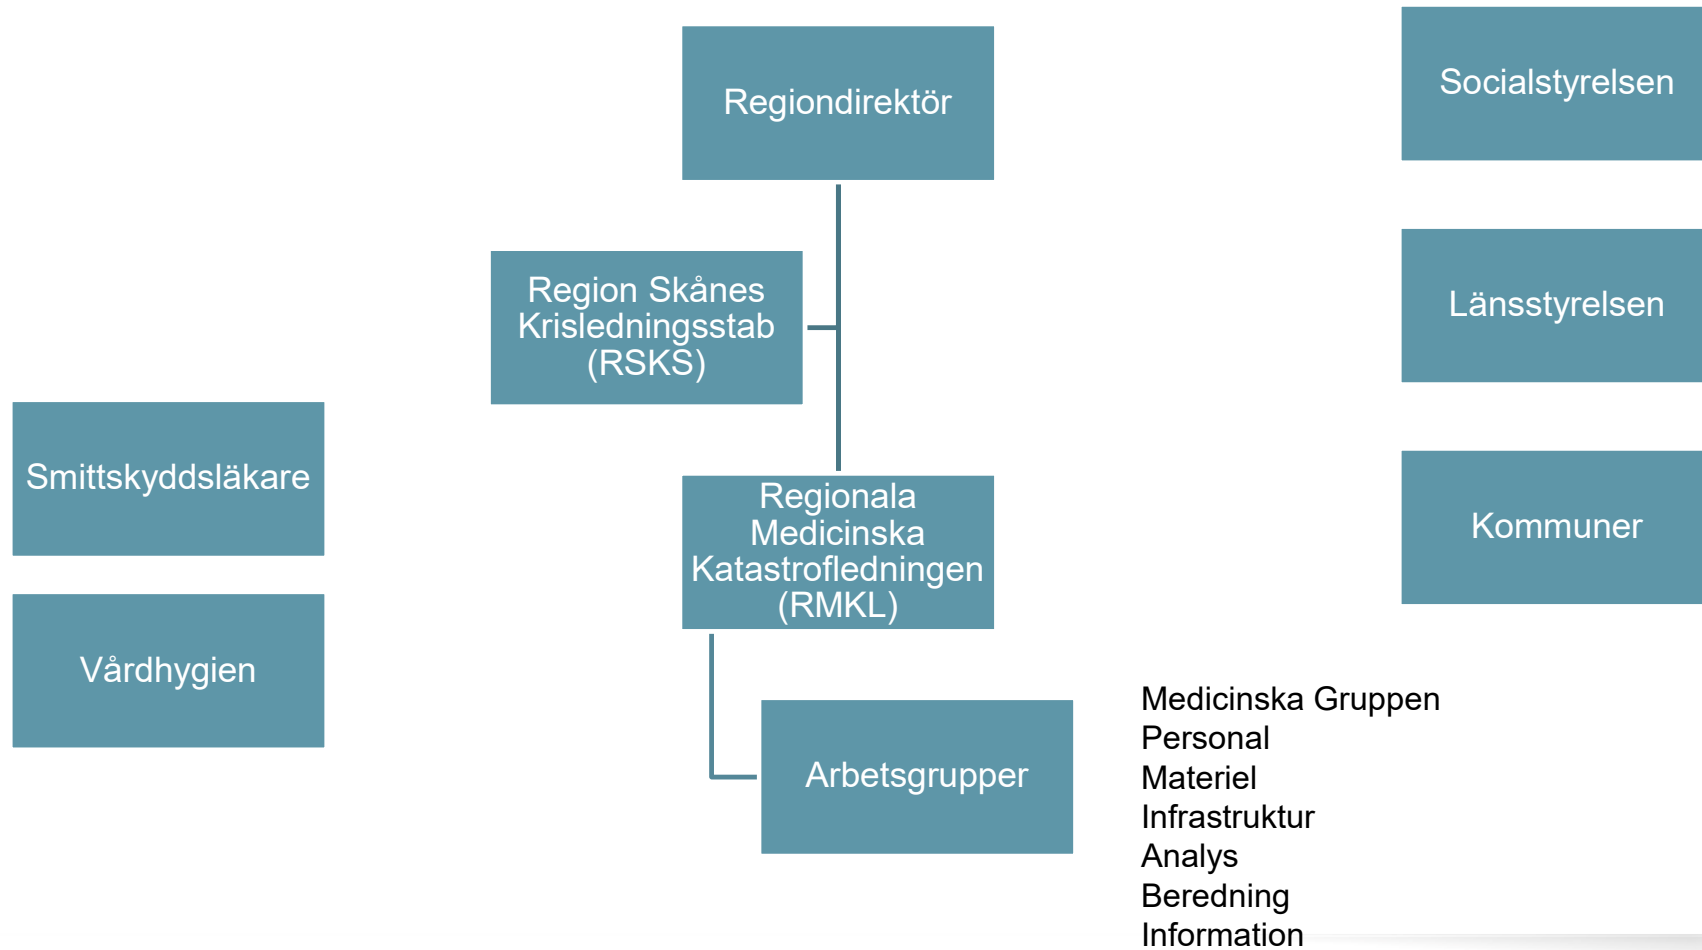 Regiondirektör
Socialstyrelsen
Region Skånes
Krisledningsstab
(RSKS)
Länsstyrelsen
Smittskyddsläkare
Regionala
Medicinska
Katastrofledningen
(RMKL)
Kommuner
Vårdhygien
Arbetsgrupper
Medicinska Gruppen
Personal
Materiel
Infrastruktur
Analys
Beredning
Information